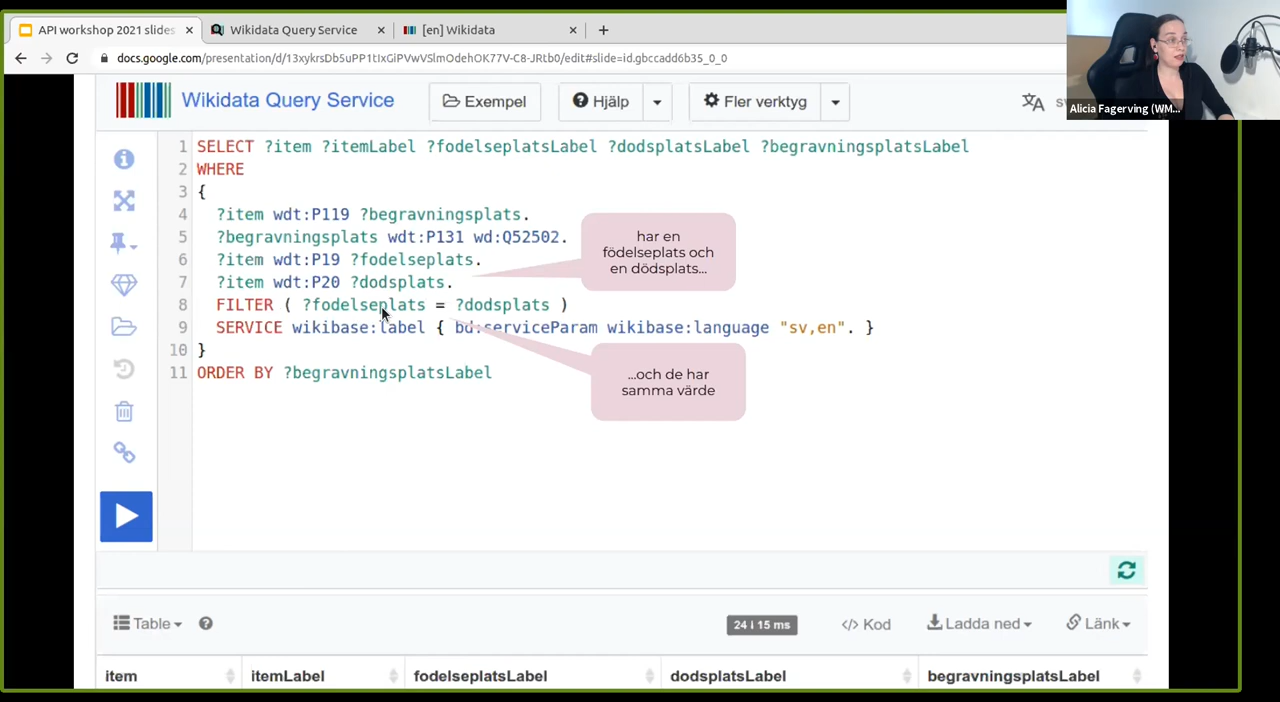 API workshop 2021 slides
Wikidata Query Service
[en] Wikidata
docs.google.com/presentation/d/13xykrsDb5uPP1tIxGiPVwVSlmOdehOK77V-C8-JRtb0/edit#slide=id.gbccadd6b35_0_0
Alicia Fagerving (WM...
Wikidata Query Service
Exempel
Hjälp
Fler verktyg
1 SELECT ?item ?itemLabel ?fodelseplatsLabel ?dodsplatsLabel ?begravningsplatsLabel
2 WHERE
3 {
4 ?item wdt:P119 ?begravningsplats.
5 ?begravningsplats wdt:P131 wd:Q52502.
6 ?item wdt:P19 ?fodelseplats.
7 ?item wdt:P20 ?dodsplats.
8 FILTER ( ?fodelseplats = ?dodsplats )
9 SERVICE wikibase:label { bd:serviceParam wikibase:language "sv,en". }
10 }
11 ORDER BY ?begravningsplatsLabel
har en
födelseplats och
en dödsplats...
...och de har
samma värde
Table
24 i 15 ms
</> Kod
Ladda ned
Länk
item itemLabel fodelseplatsLabel dodsplatsLabel begravningsplatsLabel